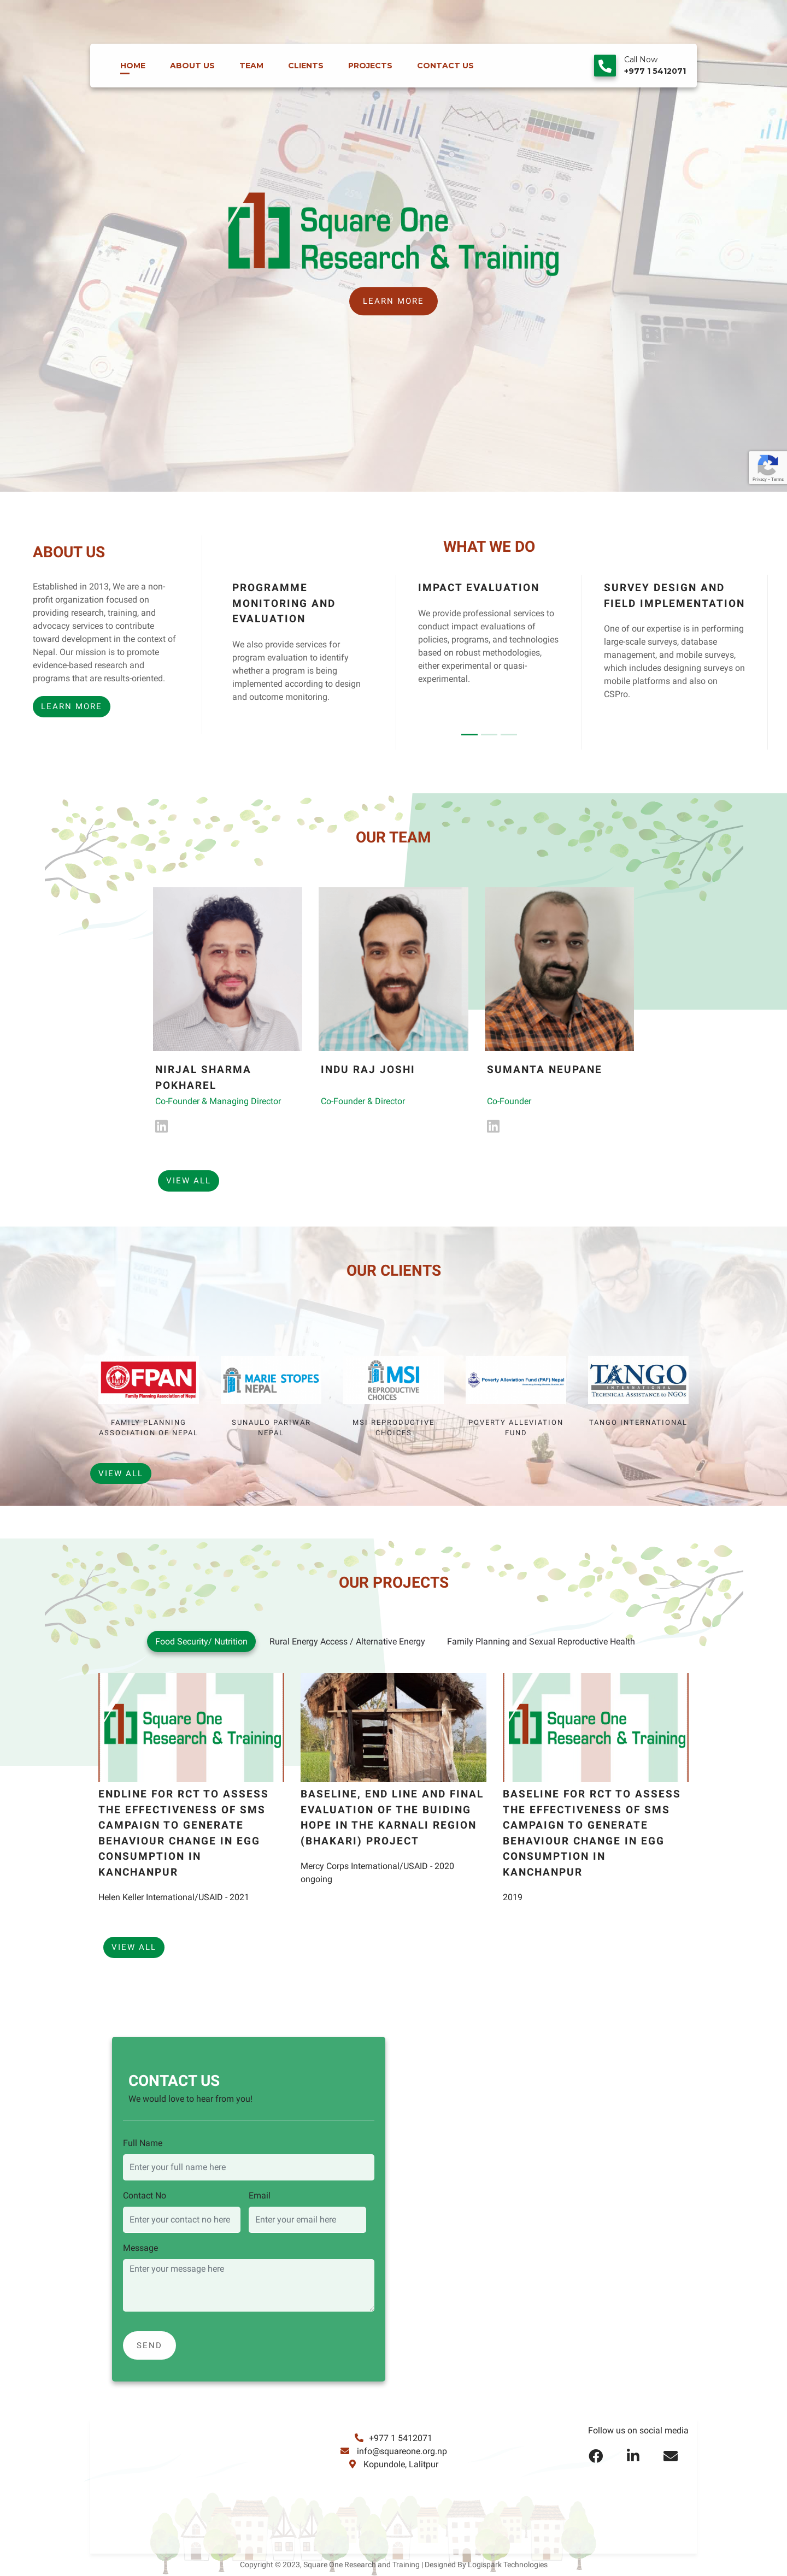 HOME ABOUT US TEAM CLIENTS PROJECTS CONTACT US
Call Now
+977 1 5412071
Square One
Research & Training
LEARN MORE
Privacy - Terms
ABOUT US
Established in 2013, We are a non-
profit organization focused on
providing research, training, and
advocacy services to contribute
toward development in the context of
Nepal. Our mission is to promote
evidence-based research and
programs that are results-oriented.
LEARN MORE
WHAT WE DO
PROGRAMME
MONITORING AND
EVALUATION
We also provide services for
program evaluation to identify
whether a program is being
implemented according to design
and outcome monitoring.
IMPACT EVALUATION
We provide professional services to
conduct impact evaluations of
policies, programs, and technologies
based on robust methodologies,
either experimental or quasi-
experimental.
SURVEY DESIGN AND
FIELD IMPLEMENTATION
One of our expertise is in performing
large-scale surveys, database
management, and mobile surveys,
which includes designing surveys on
mobile platforms and also on
CSPro.
OUR TEAM
NIRJAL SHARMA
POKHAREL
Co-Founder & Managing Director
INDU RAJ JOSHI
Co-Founder & Director
SUMANTA NEUPANE
Co-Founder
VIEW ALL
OUR CLIENTS
FPAN
Family Planning Association of Nepal
FAMILY PLANNING
ASSOCIATION OF NEPAL
MARIE STOPES
NEPAL
SUNAULO PARIWAR
NEPAL
MSI
REPRODUCTIVE
CHOICES
MSI REPRODUCTIVE
CHOICES
Poverty Alleviation Fund (PAF) Nepal
POVERTY ALLEVIATION
FUND
TANGO
INTERNATIONAL
TECHNICAL ASSISTANCE TO NGOS
TANGO INTERNATIONAL
VIEW ALL
OUR PROJECTS
Food Security/ Nutrition Rural Energy Access / Alternative Energy Family Planning and Sexual Reproductive Health
Square One
Research & Training
ENDLINE FOR RCT TO ASSESS
THE EFFECTIVENESS OF SMS
CAMPAIGN TO GENERATE
BEHAVIOUR CHANGE IN EGG
CONSUMPTION IN
KANCHANPUR
Helen Keller International/USAID - 2021
BASELINE, END LINE AND FINAL
EVALUATION OF THE BUIDING
HOPE IN THE KARNALI REGION
(BHAKARI) PROJECT
Mercy Corps International/USAID - 2020
ongoing
Square One
Research & Training
BASELINE FOR RCT TO ASSESS
THE EFFECTIVENESS OF SMS
CAMPAIGN TO GENERATE
BEHAVIOUR CHANGE IN EGG
CONSUMPTION IN
KANCHANPUR
2019
VIEW ALL
CONTACT US
We would love to hear from you!
Full Name
Enter your full name here
Contact No Email
Enter your contact no here Enter your email here
Message
Enter your message here
SEND
+977 1 5412071
info@squareone.org.np
Kopundole, Lalitpur
Follow us on social media
Copyright © 2023, Square One Research and Training | Designed By Logispark Technologies